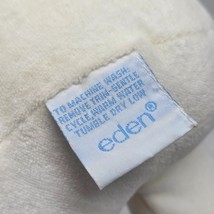 TO MACHINE WASH:
REMOVE TRIM-GENTLE
CYCLE, WARM WATER
TUMBLE DRY LOW
eden®